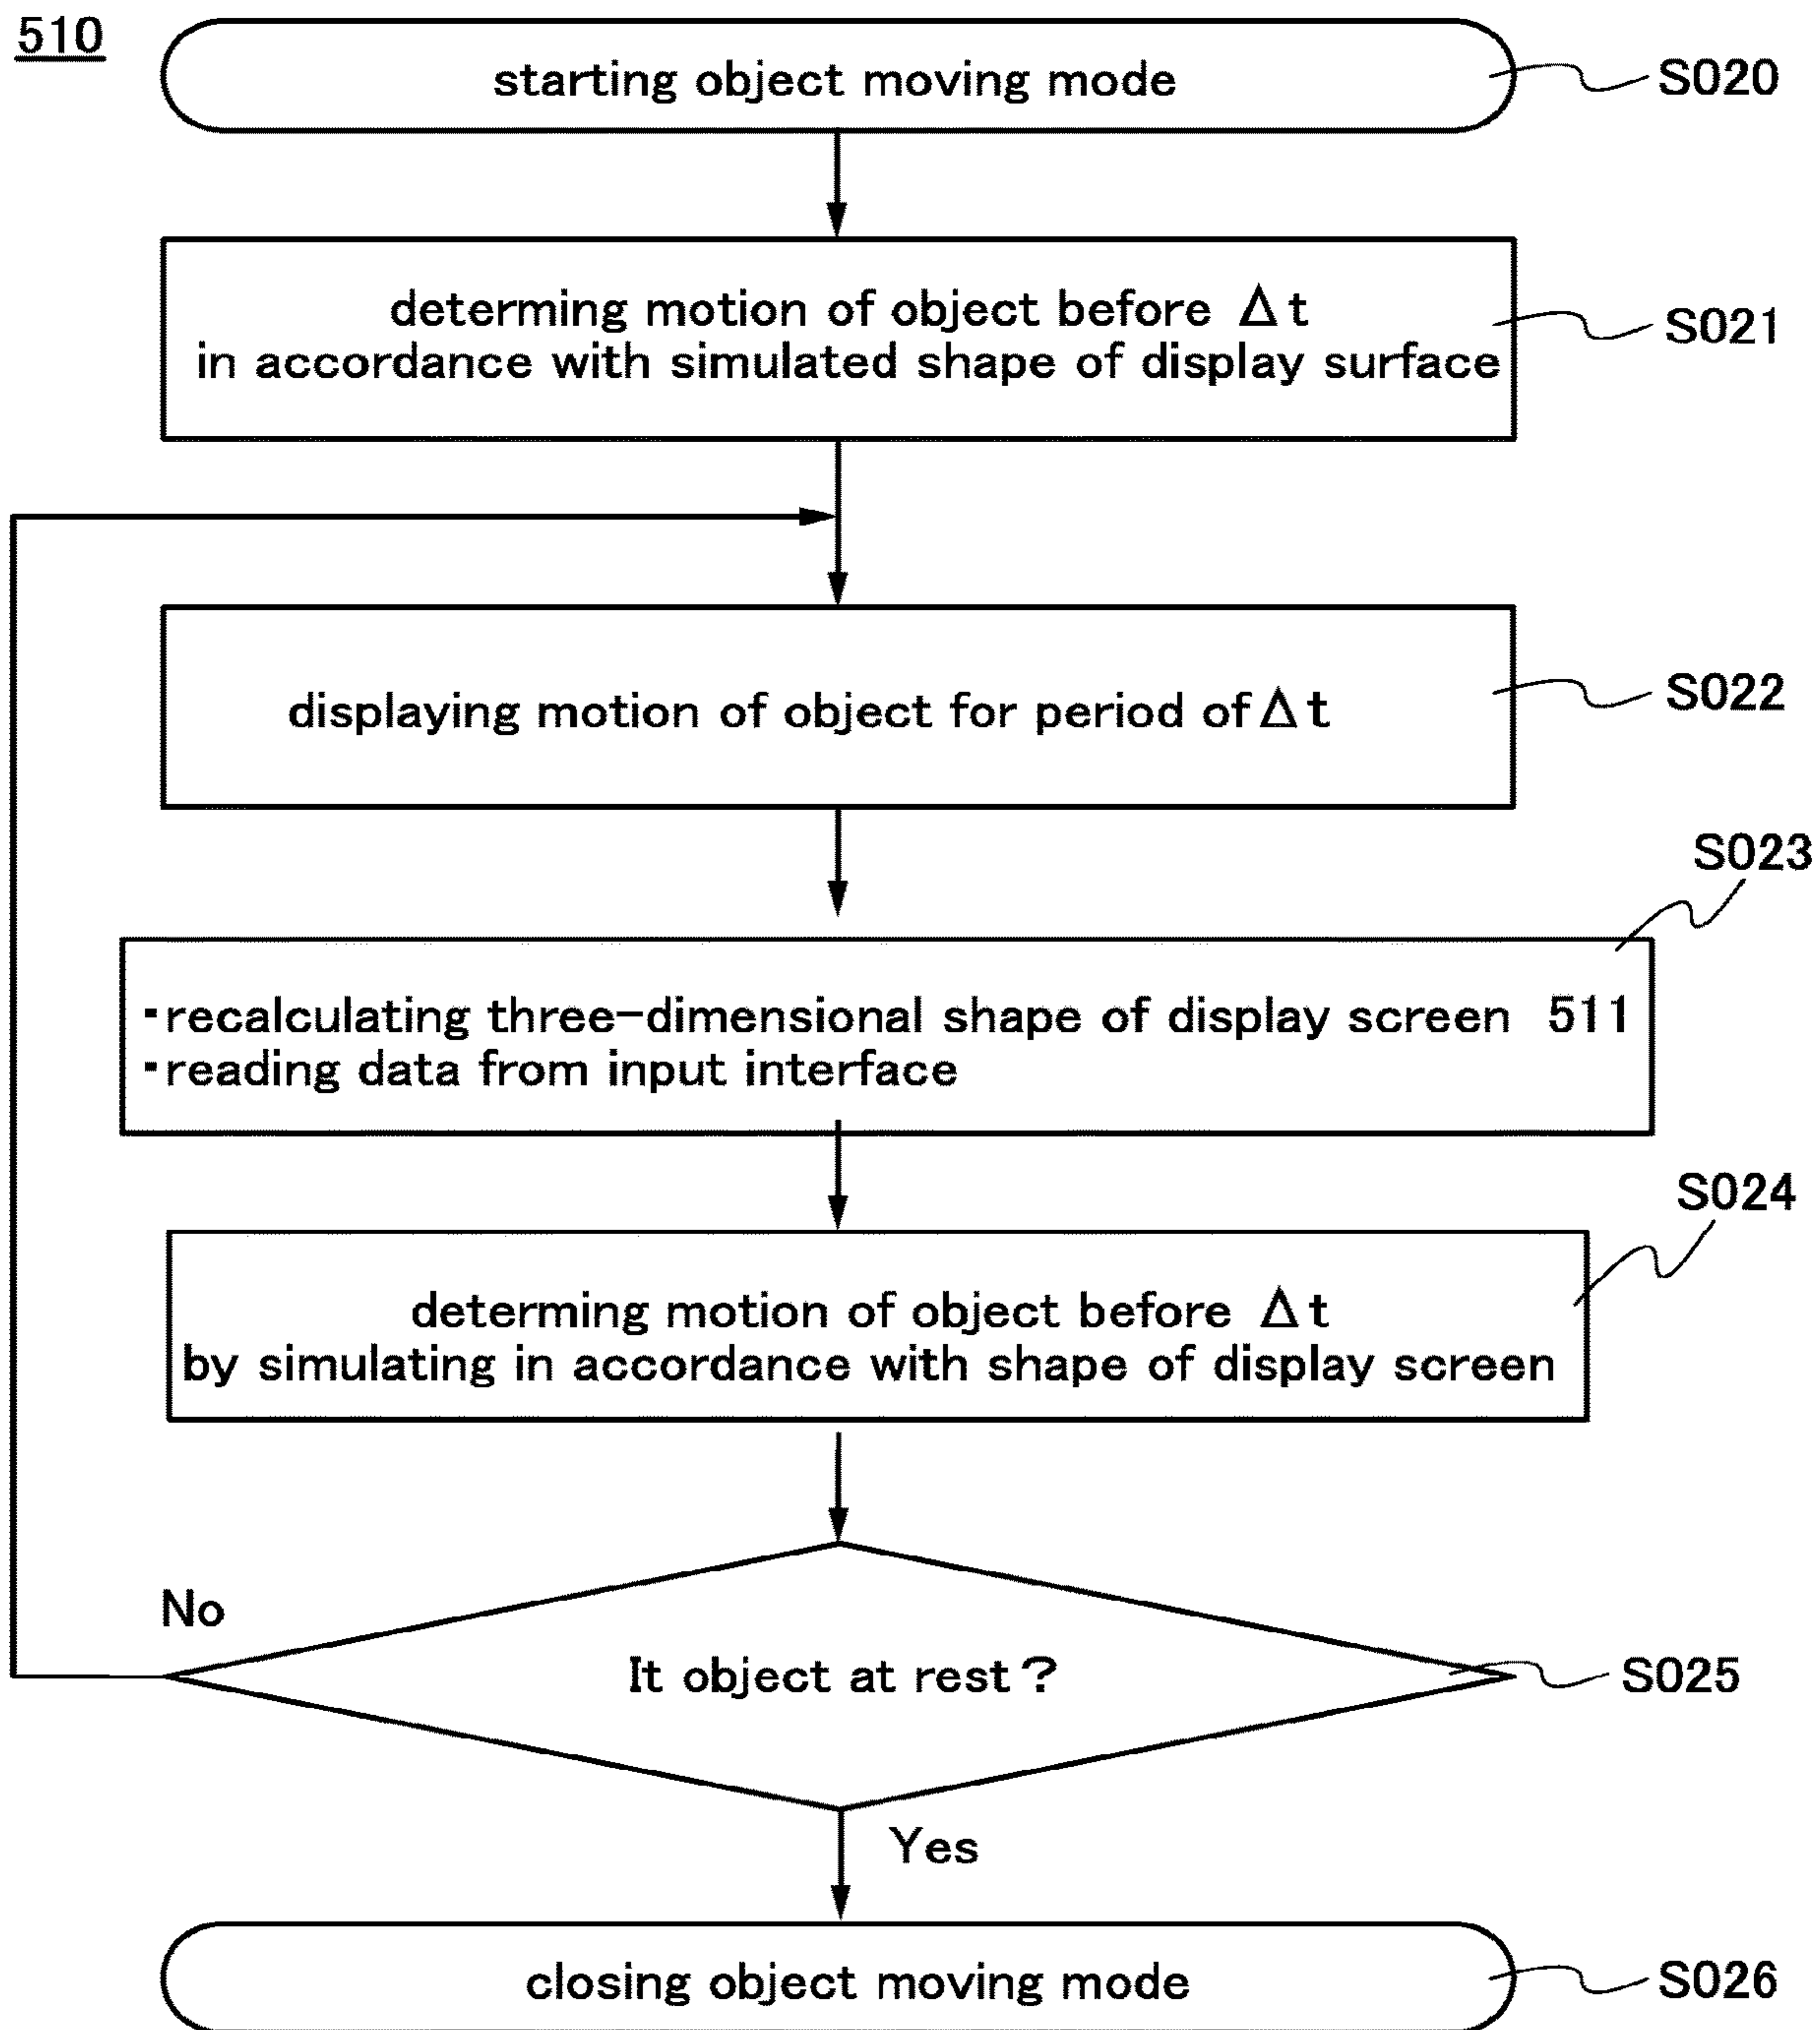 510
starting object moving mode
S020
determing motion of object before Δt
in accordance with simulated shape of display surface
S021
displaying motion of object for period of Δt
S022
S023
▪recalculating three-dimensional shape of display screen 511
▪reading data from input interface
S024
determing motion of object before Δt
by simulating in accordance with shape of display screen
No
It object at rest?
S025
Yes
closing object moving mode
S026